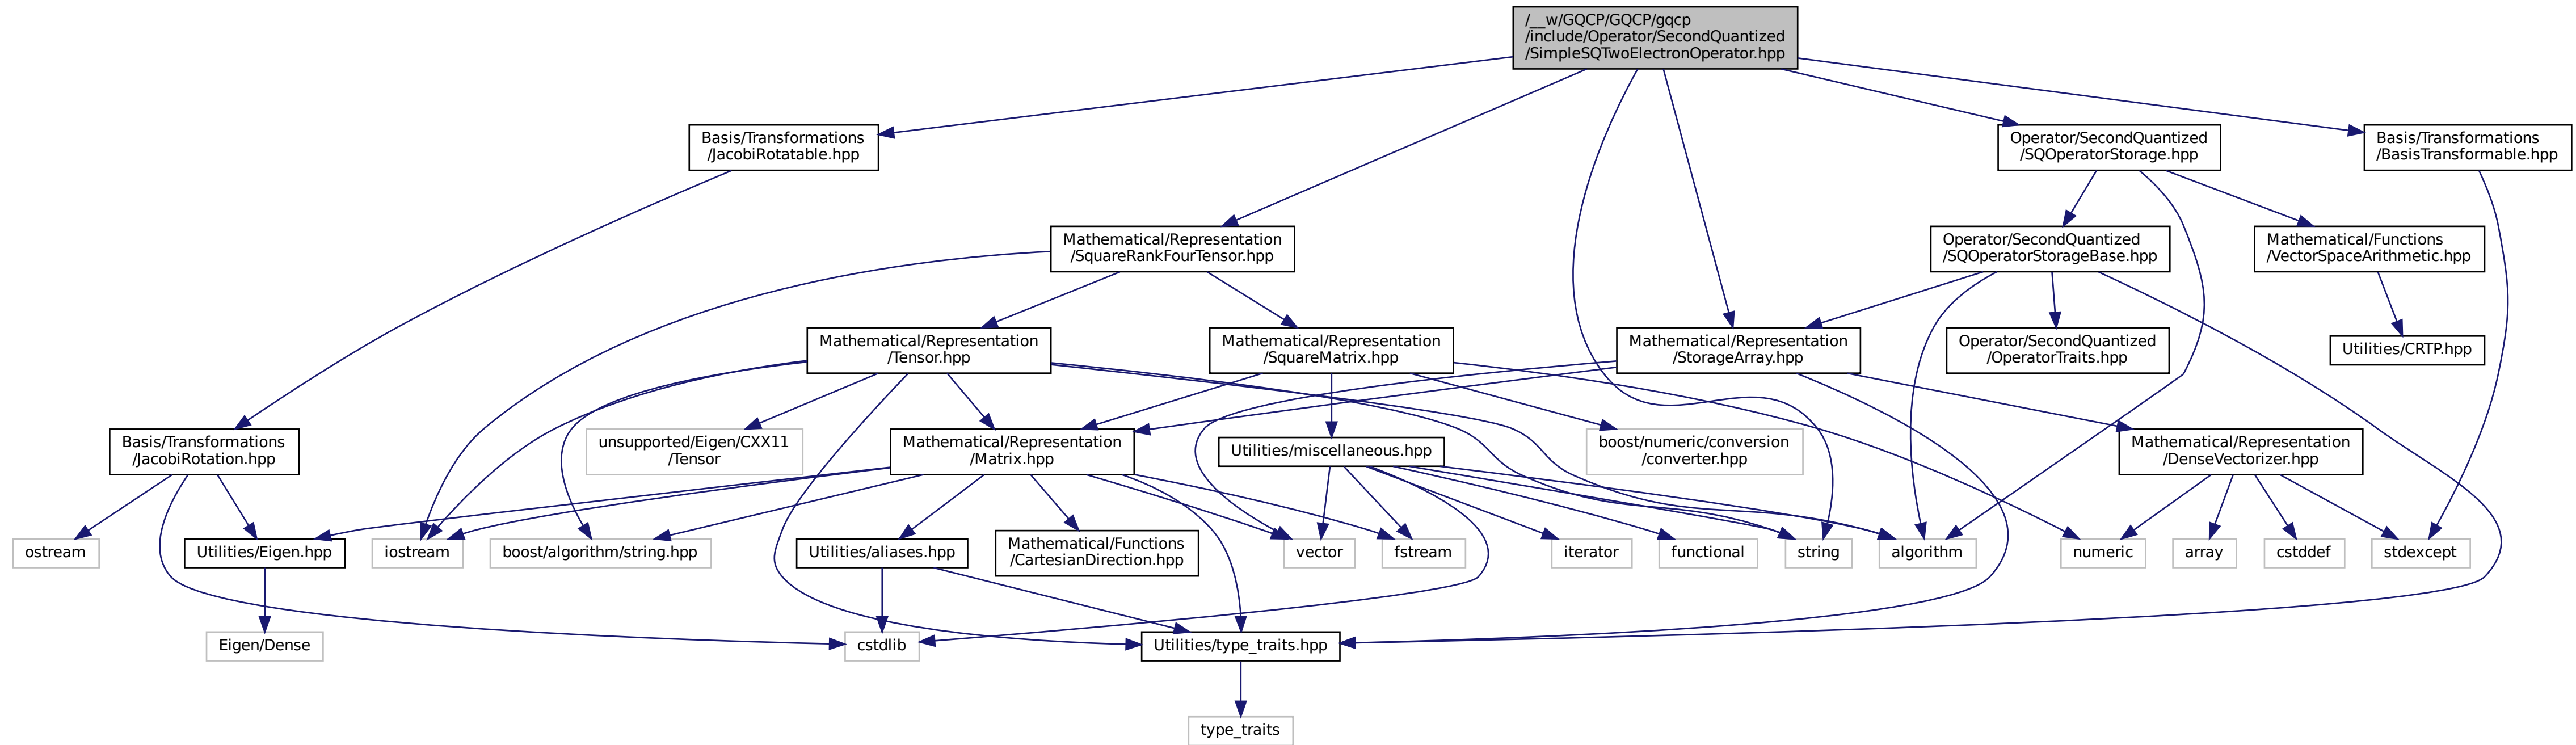 /__w/GQCP/GQCP/gqcp
/include/Operator/SecondQuantized
/SimpleSQTwoElectronOperator.hpp
Basis/Transformations
/JacobiRotatable.hpp
Operator/SecondQuantized
/SQOperatorStorage.hpp
Basis/Transformations
/BasisTransformable.hpp
Mathematical/Representation
/SquareRankFourTensor.hpp
Operator/SecondQuantized
/SQOperatorStorageBase.hpp
Mathematical/Functions
/VectorSpaceArithmetic.hpp
Mathematical/Representation
/Tensor.hpp
Mathematical/Representation
/SquareMatrix.hpp
Mathematical/Representation
/StorageArray.hpp
Operator/SecondQuantized
/OperatorTraits.hpp
Utilities/CRTP.hpp
Basis/Transformations
/JacobiRotation.hpp
unsupported/Eigen/CXX11
/Tensor
Mathematical/Representation
/Matrix.hpp
Utilities/miscellaneous.hpp
boost/numeric/conversion
/converter.hpp
Mathematical/Representation
/DenseVectorizer.hpp
ostream
Utilities/Eigen.hpp
iostream
boost/algorithm/string.hpp
Utilities/aliases.hpp
Mathematical/Functions
/CartesianDirection.hpp
vector
fstream
iterator
functional
string
algorithm
numeric
array
cstddef
stdexcept
Eigen/Dense
cstdlib
Utilities/type_traits.hpp
type_traits